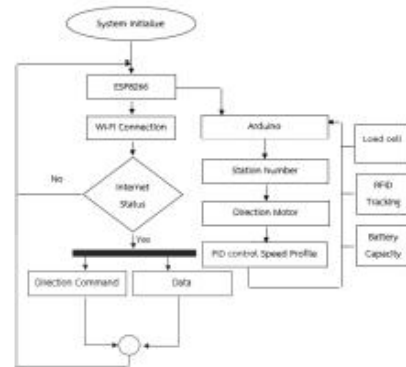 System Initialize
ESP8266
Wi-Fi Connection
Arduino
Load cell
No
Internet
Status
Station Number
RFID
Tracking
Direction Motor
Yes
Battery
Capacity
PID control Speed Profile
Direction Command
Data